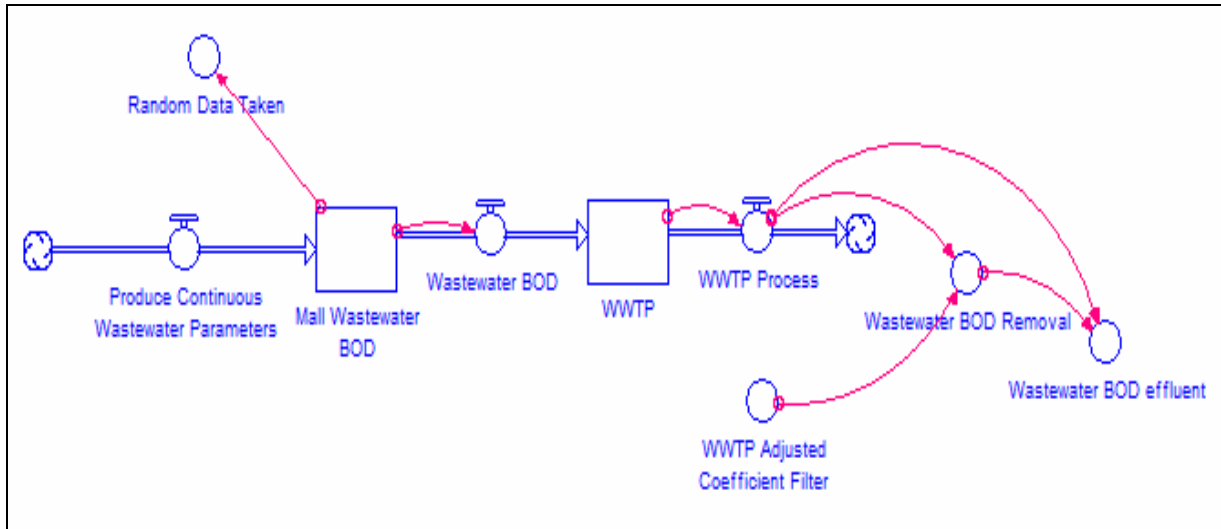 Random Data Taken
Produce Continuous
Wastewater Parameters
Mall Wastewater
BOD
Wastewater BOD
WWTP
WWTP Process
Wastewater BOD Removal
Wastewater BOD effluent
WWTP Adjusted
Coefficient Filter